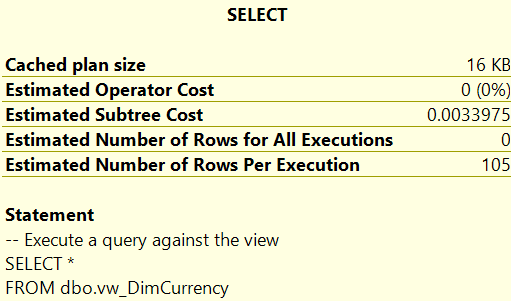 SELECT
Cached plan size 16 KB
Estimated Operator Cost 0 (0%)
Estimated Subtree Cost 0.0033975
Estimated Number of Rows for All Executions 0
Estimated Number of Rows Per Execution 105
Statement
-- Execute a query against the view
SELECT *
FROM dbo.vw_DimCurrency